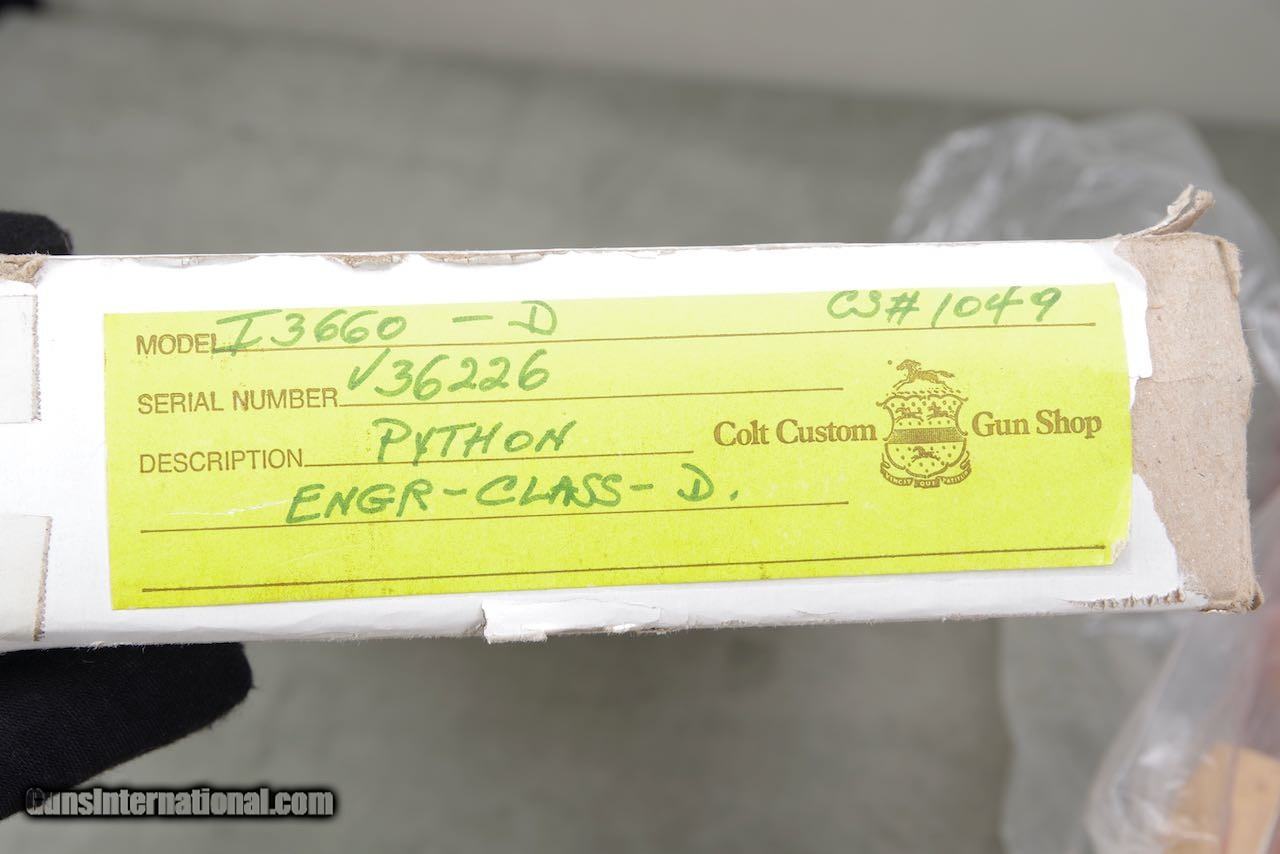 MODEL I3660 - D CS# 1049
SERIAL NUMBER V36226
DESCRIPTION PYTHON
Colt Custom Gun Shop
ENGR-CLASS-D.
GunsInternational.com